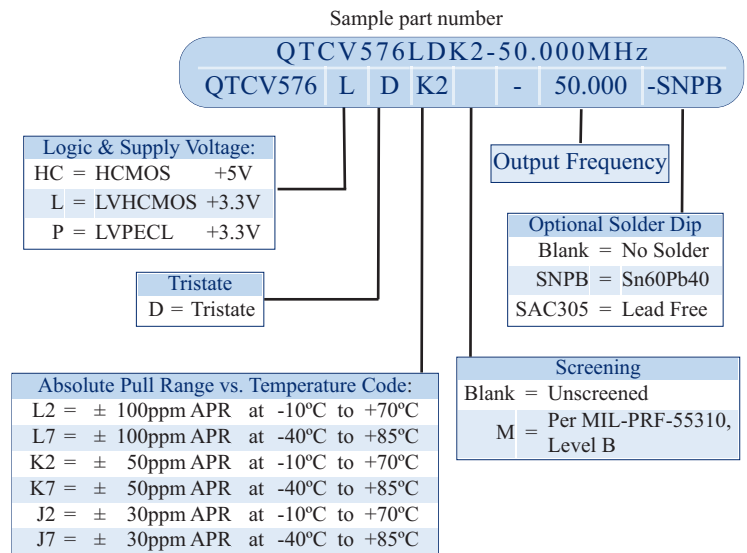 Sample part number
QTCV576LDK2-50.000MHz
QTCV576 L D K2 - 50.000 -SNPB
Logic & Supply Voltage:
HC = HCMOS +5V
L = LVHCMOS +3.3V
P = LVPECL +3.3V
Output Frequency
Optional Solder Dip
Blank = No Solder
SNPB = Sn60Pb40
SAC305 = Lead Free
Tristate
D = Tristate
Screening
Blank = Unscreened
M = Per MIL-PRF-55310,
Level B
Absolute Pull Range vs. Temperature Code:
L2 = ± 100ppm APR at -10ºC to +70ºC
L7 = ± 100ppm APR at -40ºC to +85ºC
K2 = ± 50ppm APR at -10ºC to +70ºC
K7 = ± 50ppm APR at -40ºC to +85ºC
J2 = ± 30ppm APR at -10ºC to +70ºC
J7 = ± 30ppm APR at -40ºC to +85ºC